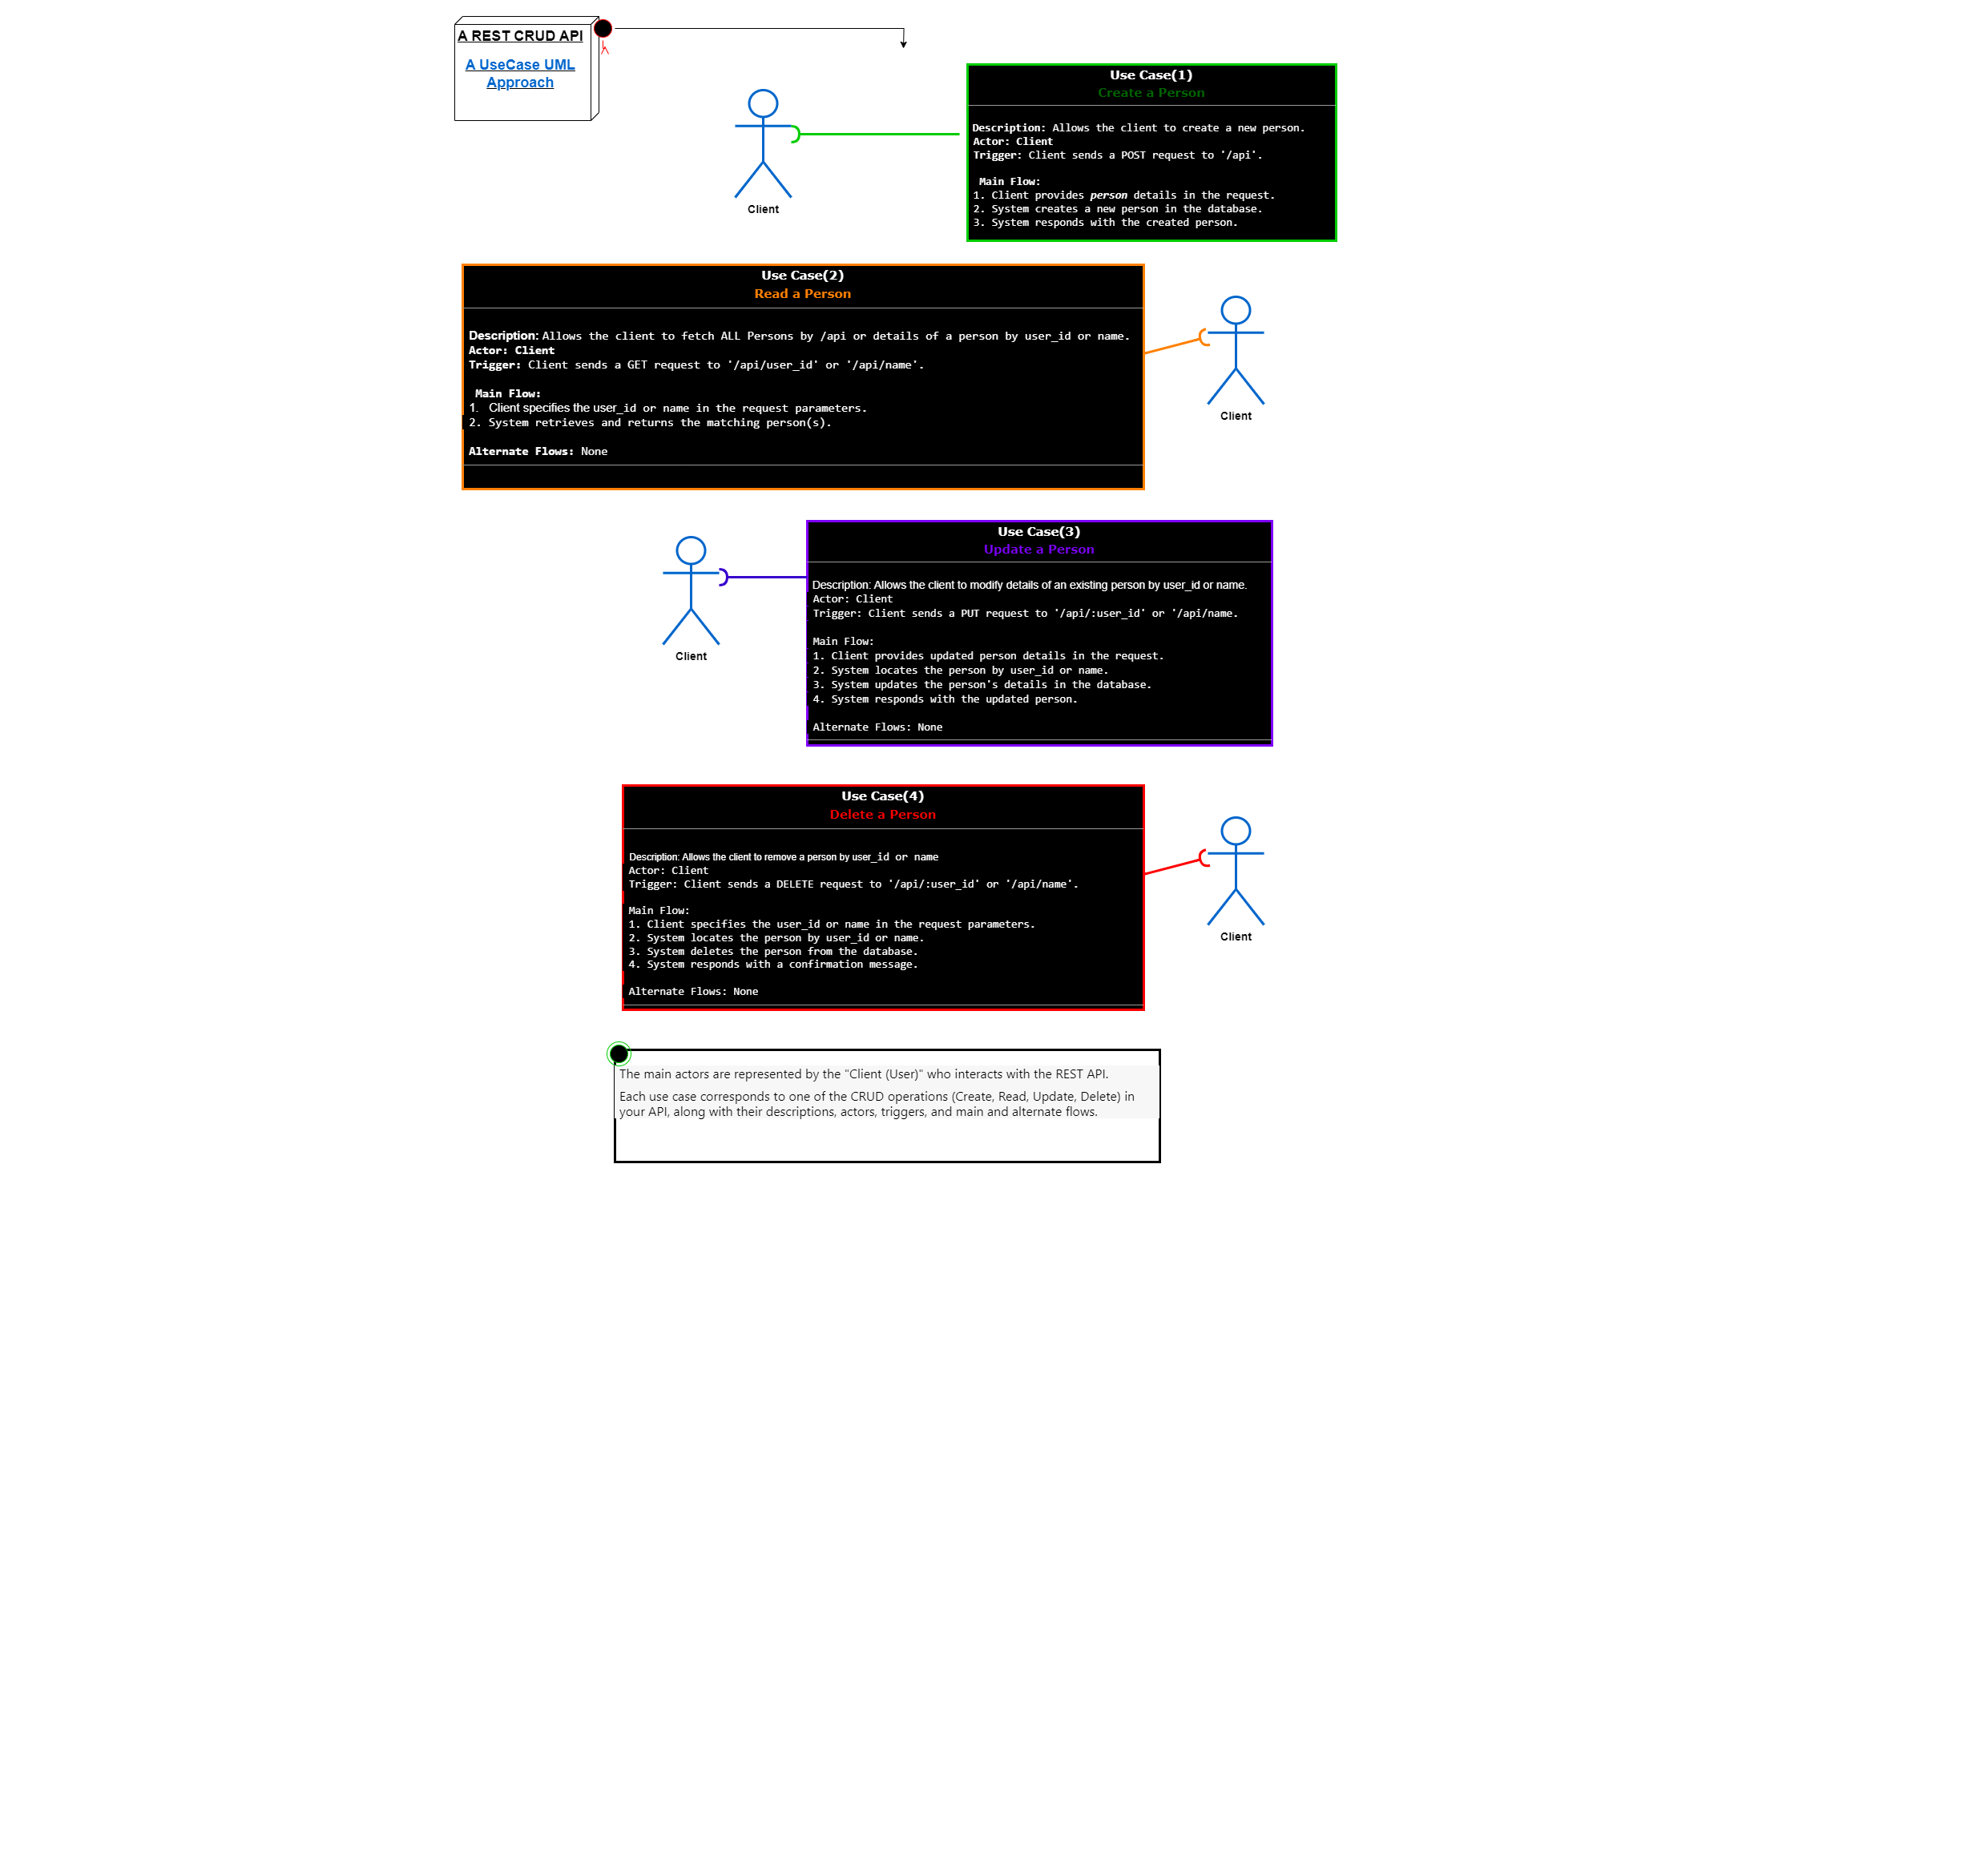 A REST CRUD API
A UseCase UML
Approach
Client
Use Case(1)
Create a Person
Description: Allows the client to create a new person.
Actor: Client
Trigger: Client sends a POST request to '/api'.
Main Flow:
1. Client provides person details in the request.
2. System creates a new person in the database.
3. System responds with the created person.
Use Case(2)
Read a Person
Description: Allows the client to fetch ALL Persons by /api or details of a person by user_id or name.
Actor: Client
Trigger: Client sends a GET request to '/api/user_id' or '/api/name'.
Main Flow:
1. Client specifies the user_id or name in the request parameters.
2. System retrieves and returns the matching person(s).
Alternate Flows: None
Client
Client
Use Case(3)
Update a Person
Description: Allows the client to modify details of an existing person by user_id or name.
Actor: Client
Trigger: Client sends a PUT request to '/api/:user_id' or '/api/name.
Main Flow:
1. Client provides updated person details in the request.
2. System locates the person by user_id or name.
3. System updates the person's details in the database.
4. System responds with the updated person.
Alternate Flows: None
Use Case(4)
Delete a Person
Description: Allows the client to remove a person by user_id or name
Actor: Client
Trigger: Client sends a DELETE request to '/api/:user_id' or '/api/name'.
Main Flow:
1. Client specifies the user_id or name in the request parameters.
2. System locates the person by user_id or name.
3. System deletes the person from the database.
4. System responds with a confirmation message.
Alternate Flows: None
Client
The main actors are represented by the "Client (User)" who interacts with the REST API.
Each use case corresponds to one of the CRUD operations (Create, Read, Update, Delete) in
your API, along with their descriptions, actors, triggers, and main and alternate flows.